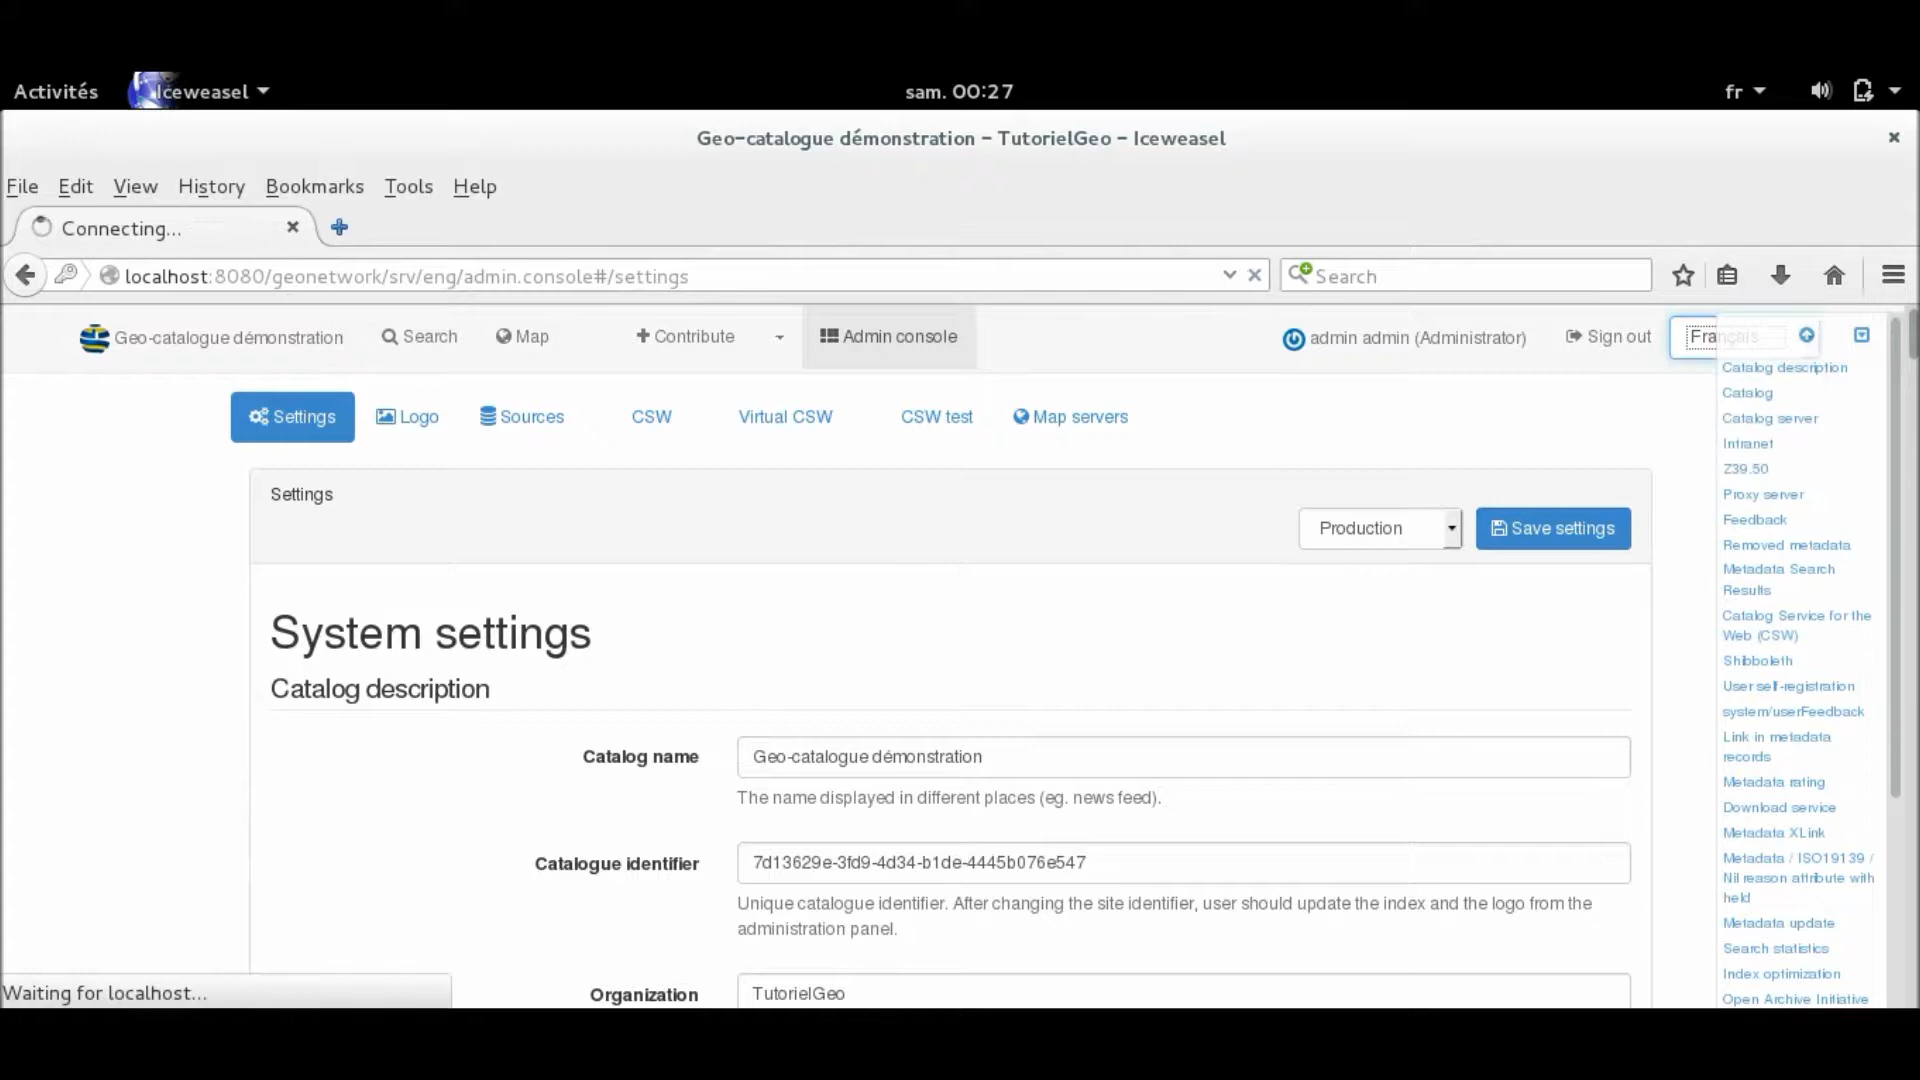 Activités Iceweasel sam. 00:27 fr
Geo-catalogue démonstration – TutorielGeo – Iceweasel
File Edit View History Bookmarks Tools Help
Connecting...
localhost:8080/geonetwork/srv/eng/admin.console#/settings Search
Geo-catalogue démonstration Search Map Contribute Admin console admin admin (Administrator) Sign out Français
Settings Logo Sources CSW Virtual CSW CSW test Map servers
Settings
Production Save settings
System settings
Catalog description
Catalog name Geo-catalogue démonstration
The name displayed in different places (eg. news feed).
Catalogue identifier 7d13629e-3fd9-4d34-b1de-4445b076e547
Unique catalogue identifier. After changing the site identifier, user should update the index and the logo from the
administration panel.
Organization TutorielGeo
Waiting for localhost...
Catalog description
Catalog
Catalog server
Intranet
Z39.50
Proxy server
Feedback
Removed metadata
Metadata Search
Results
Catalog Service for the
Web (CSW)
Shibboleth
User self-registration
system/userFeedback
Link in metadata
records
Metadata rating
Download service
Metadata XLink
Metadata / ISO19139 /
Nil reason attribute with
held
Metadata update
Search statistics
Index optimization
Open Archive Initiative